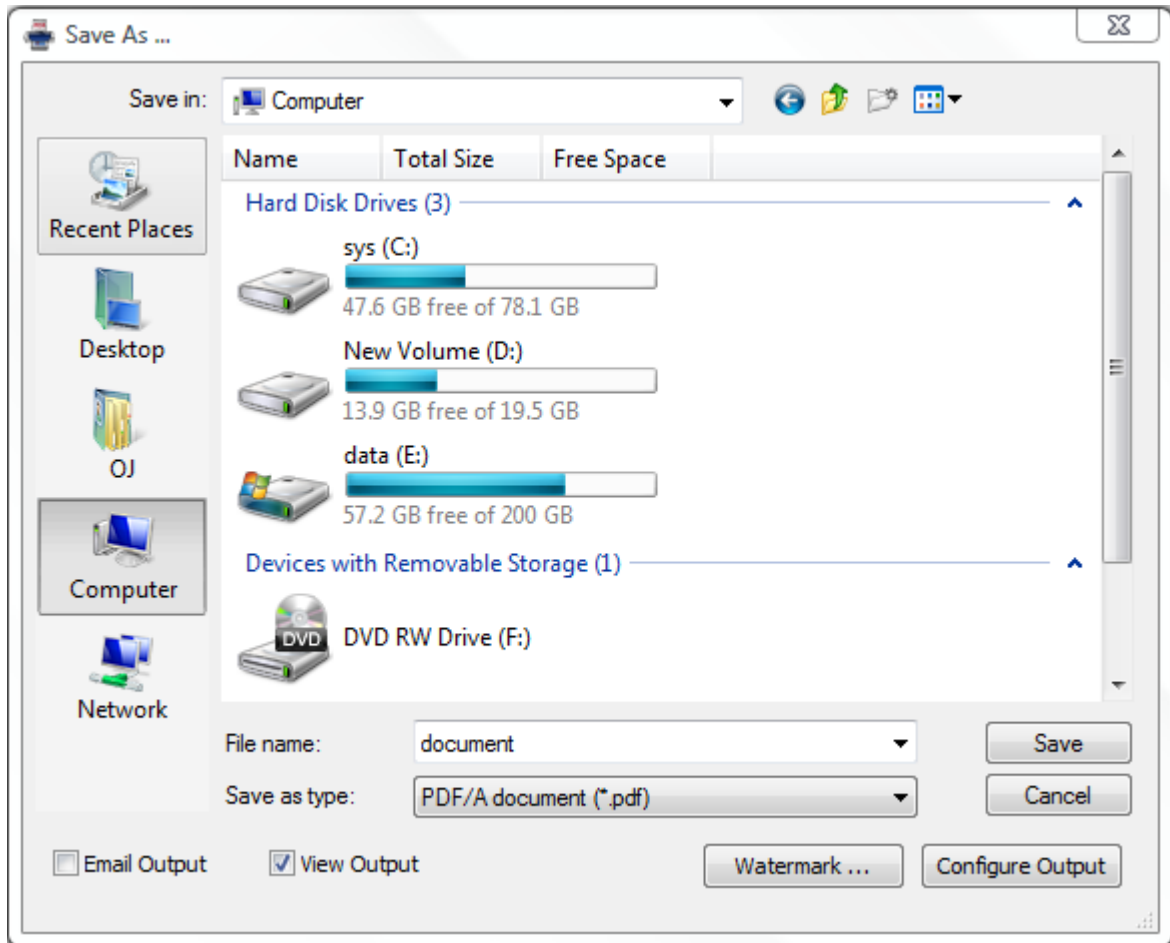 Save As ...
Save in: Computer
Name Total Size Free Space
Recent Places
Hard Disk Drives (3)
sys (C:)
47.6 GB free of 78.1 GB
Desktop
New Volume (D:)
13.9 GB free of 19.5 GB
OJ
data (E:)
57.2 GB free of 200 GB
Computer
Devices with Removable Storage (1)
DVD
DVD RW Drive (F:)
Network
File name: document Save
Save as type: PDF/A document (*.pdf) Cancel
Email Output View Output Watermark ... Configure Output